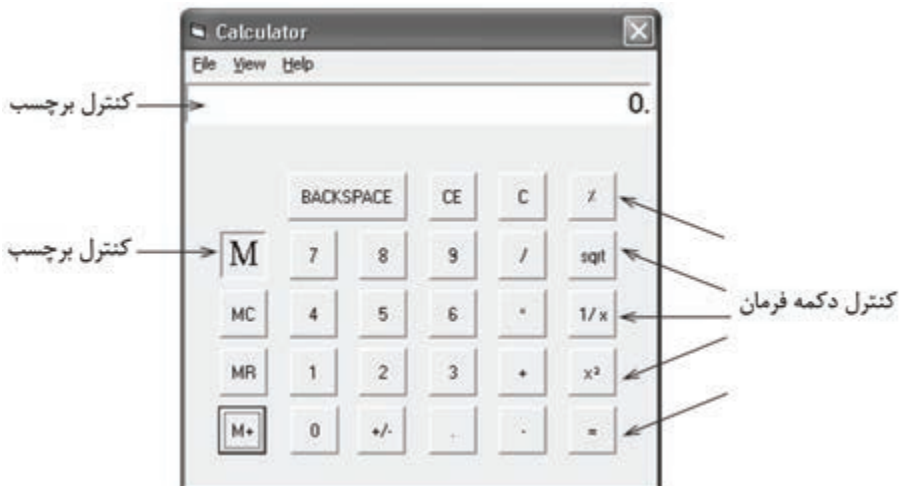 Calculator
File View Help
کنترل برچسب
0.
BACKSPACE CE C %
کنترل برچسب
M 7 8 9 / sqrt
کنترل دکمه فرمان
MC 4 5 6 * 1/x
MR 1 2 3 + x²
M+ 0 +/- . - =